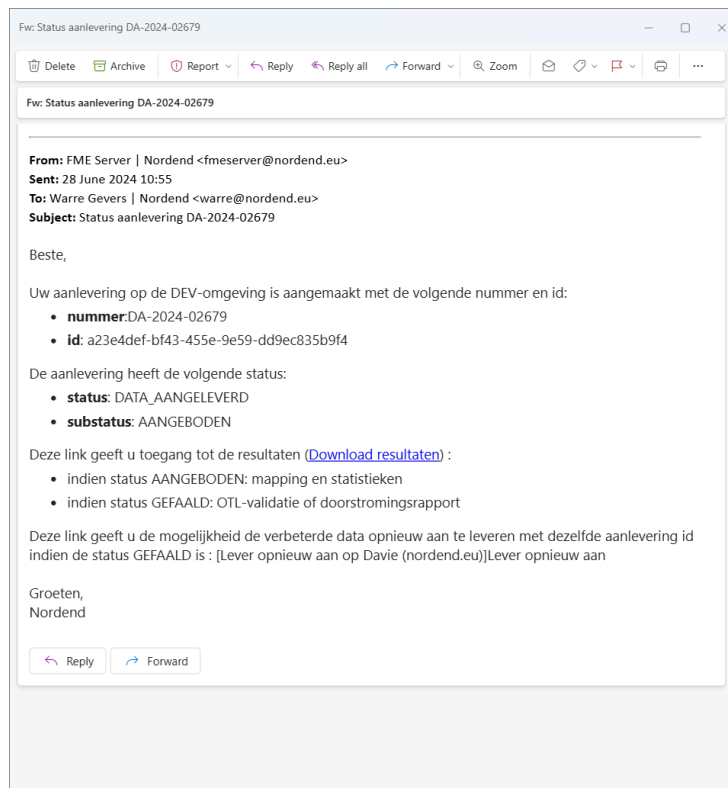 Fw: Status aanlevering DA-2024-02679
Delete Archive Report Reply Reply all Forward Zoom
Fw: Status aanlevering DA-2024-02679
From: FME Server | Nordend <fmeserver@nordend.eu>
Sent: 28 June 2024 10:55
To: Warre Gevers | Nordend <warre@nordend.eu>
Subject: Status aanlevering DA-2024-02679
Beste,
Uw aanlevering op de DEV-omgeving is aangemaakt met de volgende nummer en id:
• nummer:DA-2024-02679
• id: a23e4def-bf43-455e-9e59-dd9ec835b9f4
De aanlevering heeft de volgende status:
• status: DATA_AANGELEVERD
• substatus: AANGEBODEN
Deze link geeft u toegang tot de resultaten (Download resultaten) :
• indien status AANGEBODEN: mapping en statistieken
• indien status GEFAALD: OTL-validatie of doorstromingsrapport
Deze link geeft u de mogelijkheid de verbeterde data opnieuw aan te leveren met dezelfde aanlevering id
indien de status GEFAALD is : [Lever opnieuw aan op Davie (nordend.eu)]Lever opnieuw aan
Groeten,
Nordend
Reply Forward